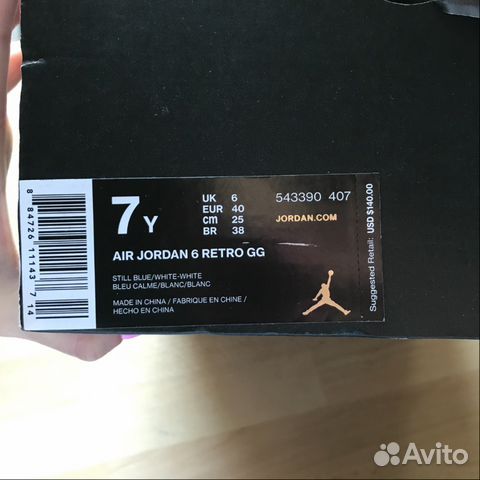 7 Y
UK 6
EUR 40
cm 25
BR 38
543390 407
JORDAN.COM
AIR JORDAN 6 RETRO GG
STILL BLUE/WHITE-WHITE
BLEU CALME/BLANC/BLANC
MADE IN CHINA / FABRIQUE EN CHINE /
HECHO EN CHINA
Suggested Retail: USD $140.00
8 84726 11143 714
Avito